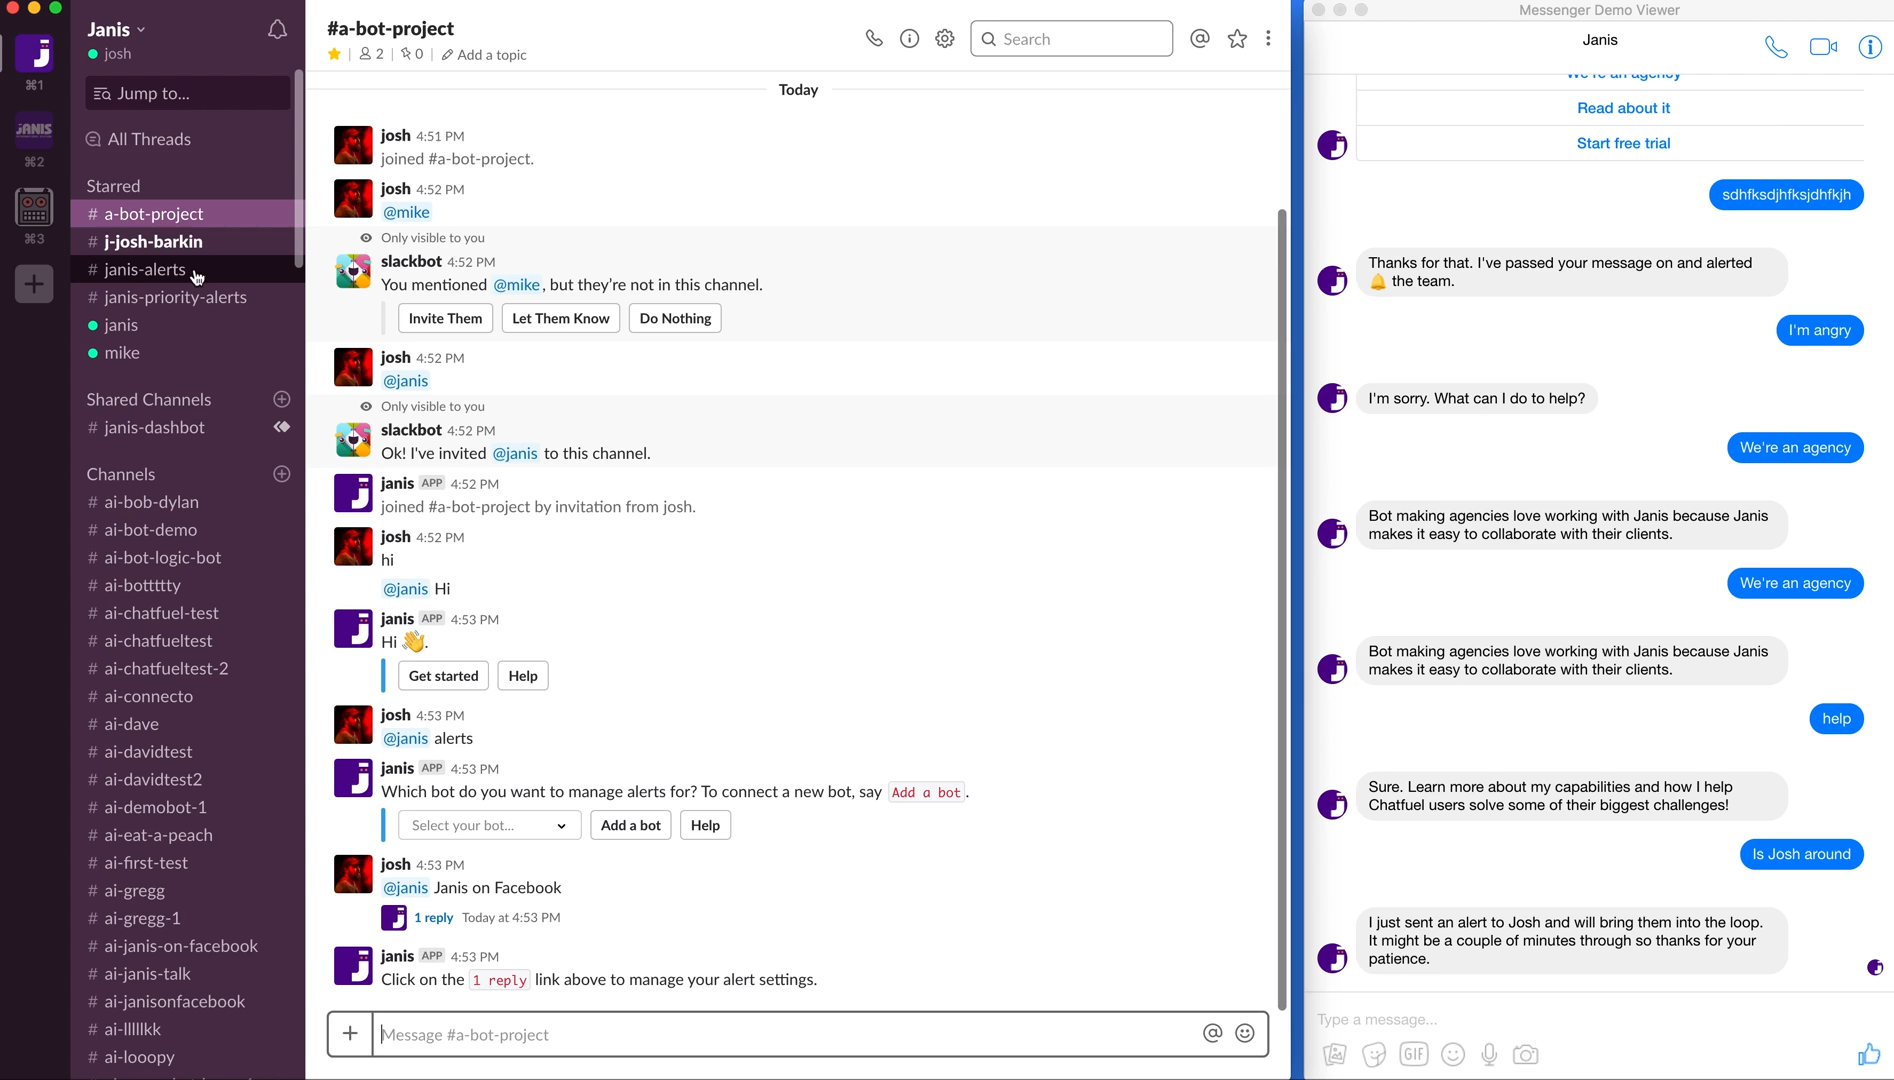 Janis
josh
⌘1
Jump to...
JANIS
⌘2
All Threads
⌘3
Starred
# a-bot-project
# j-josh-barkin
# janis-alerts
# janis-priority-alerts
janis
mike
Shared Channels
# janis-dashbot
Channels
# ai-bob-dylan
# ai-bot-demo
# ai-bot-logic-bot
# ai-bottttty
# ai-chatfuel-test
# ai-chatfueltest
# ai-chatfueltest-2
# ai-connecto
# ai-dave
# ai-davidtest
# ai-davidtest2
# ai-demobot-1
# ai-eat-a-peach
# ai-first-test
# ai-gregg
# ai-gregg-1
# ai-janis-on-facebook
# ai-janis-talk
# ai-janisonfacebook
# ai-lllllkk
# ai-looopy
#a-bot-project
2 | 0 | Add a topic
Search
Today
josh 4:51 PM
joined #a-bot-project.
josh 4:52 PM
@mike
Only visible to you
slackbot 4:52 PM
You mentioned @mike, but they’re not in this channel.
Invite Them Let Them Know Do Nothing
josh 4:52 PM
@janis
Only visible to you
slackbot 4:52 PM
Ok! I've invited @janis to this channel.
janis APP 4:52 PM
joined #a-bot-project by invitation from josh.
josh 4:52 PM
hi
@janis Hi
janis APP 4:53 PM
Hi 👋.
Get started Help
josh 4:53 PM
@janis alerts
janis APP 4:53 PM
Which bot do you want to manage alerts for? To connect a new bot, say Add a bot.
Select your bot... Add a bot Help
josh 4:53 PM
@janis Janis on Facebook
1 reply Today at 4:53 PM
janis APP 4:53 PM
Click on the 1 reply link above to manage your alert settings.
Message #a-bot-project
Messenger Demo Viewer
Janis
We're an agency
Read about it
Start free trial
sdhfksdjhfksjdhfkjh
Thanks for that. I've passed your message on and alerted
🔔 the team.
I'm angry
I'm sorry. What can I do to help?
We're an agency
Bot making agencies love working with Janis because Janis
makes it easy to collaborate with their clients.
We're an agency
Bot making agencies love working with Janis because Janis
makes it easy to collaborate with their clients.
help
Sure. Learn more about my capabilities and how I help
Chatfuel users solve some of their biggest challenges!
Is Josh around
I just sent an alert to Josh and will bring them into the loop.
It might be a couple of minutes through so thanks for your
patience.
Type a message...
GIF